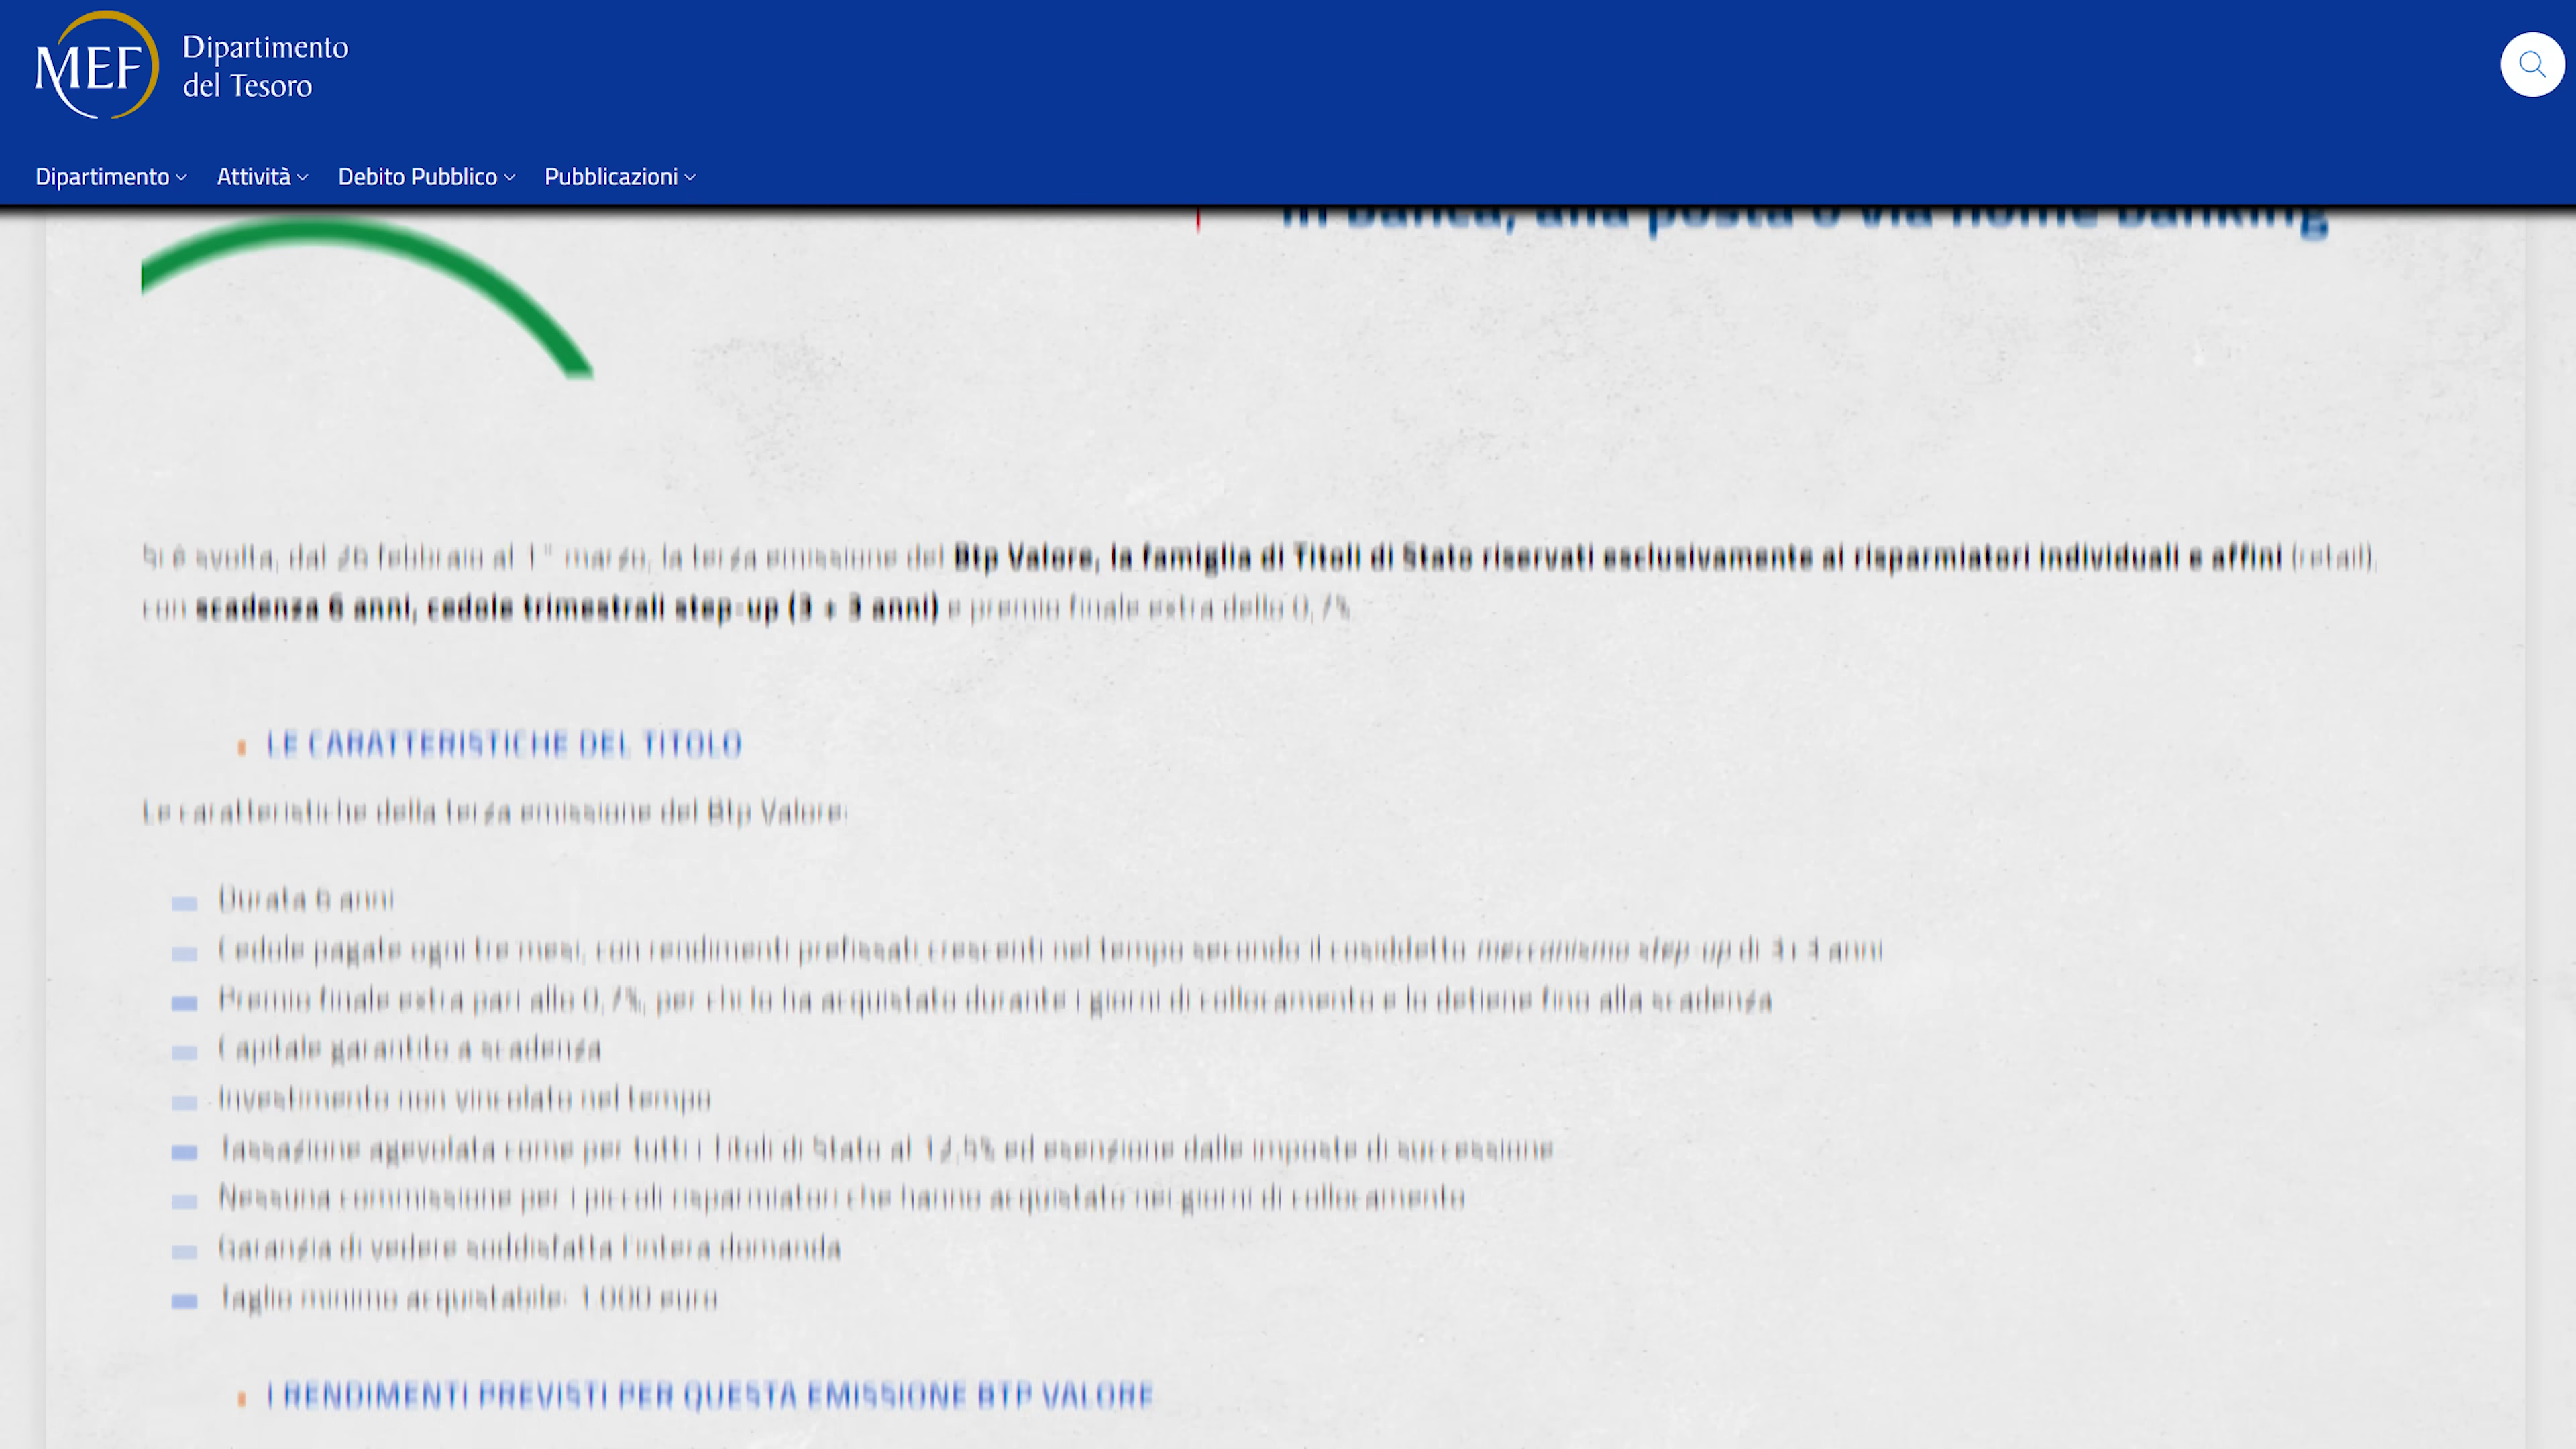 MEF
Dipartimento
del Tesoro
Dipartimento Attività Debito Pubblico Pubblicazioni
in banca, alla posta o via home banking
Si è svolta, dal 26 febbraio al 1° marzo, la terza emissione del Btp Valore, la famiglia di Titoli di Stato riservati esclusivamente ai risparmiatori individuali e affini (retail),
con scadenza 6 anni, cedole trimestrali step-up (3 + 3 anni) e premio finale extra dello 0,7%
LE CARATTERISTICHE DEL TITOLO
Le caratteristiche della terza emissione del Btp Valore:
Durata 6 anni
Cedole pagate ogni tre mesi, con rendimenti prefissati crescenti nel tempo secondo il cosiddetto meccanismo step-up di 3+3 anni
Premio finale extra pari allo 0,7%, per chi lo ha acquistato durante i giorni di collocamento e lo detiene fino alla scadenza
Capitale garantito a scadenza
Investimento non vincolato nel tempo
Tassazione agevolata come per tutti i Titoli di Stato al 12,5% ed esenzione dalle imposte di successione
Nessuna commissione per i piccoli risparmiatori che hanno acquistato nei giorni di collocamento
Garanzia di vedere soddisfatta l'intera domanda
Taglio minimo acquistabile: 1.000 euro
I RENDIMENTI PREVISTI PER QUESTA EMISSIONE BTP VALORE